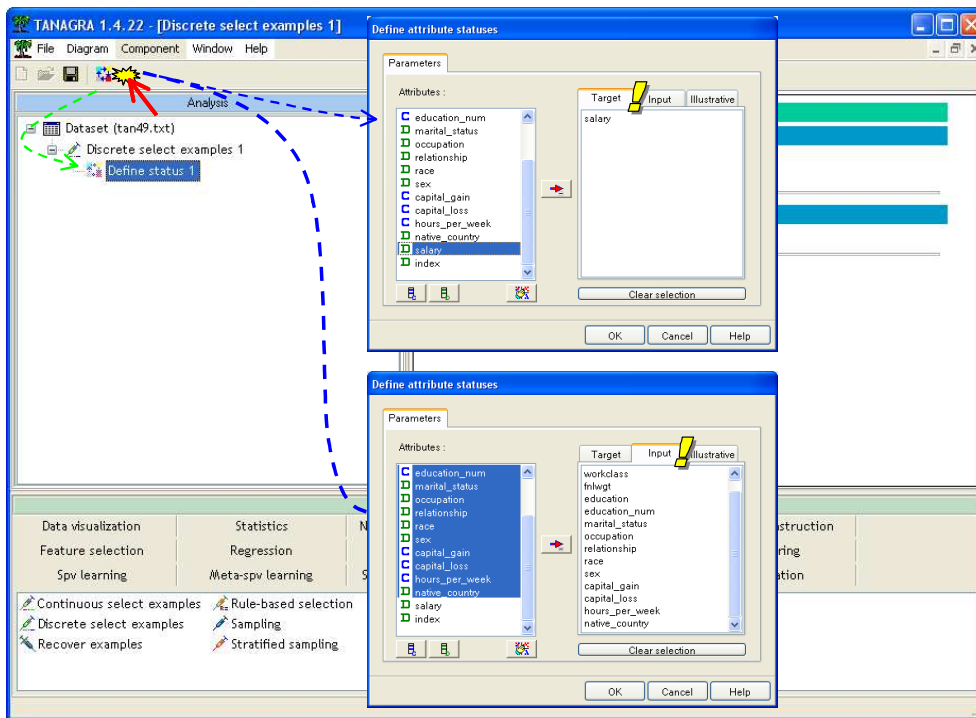 TANAGRA 1.4.22 - [Discrete select examples 1]
File Diagram Component Window Help
Analysis
Dataset (tan49.txt)
Discrete select examples 1
Define status 1
Define attribute statuses
Parameters
Attributes :
C education_num
D marital_status
D occupation
D relationship
D race
D sex
C capital_gain
C capital_loss
C hours_per_week
D native_country
D salary
D index
Target Input Illustrative
salary
Clear selection
OK Cancel Help
Define attribute statuses
Parameters
Attributes :
C education_num
D marital_status
D occupation
D relationship
D race
D sex
C capital_gain
C capital_loss
C hours_per_week
D native_country
D salary
D index
Target Input Illustrative
workclass
fnlwgt
education
education_num
marital_status
occupation
relationship
race
sex
capital_gain
capital_loss
hours_per_week
native_country
Clear selection
OK Cancel Help
Data visualization Statistics N struction
Feature selection Regression ring
Spv learning Meta-spv learning S ation
Continuous select examples Rule-based selection
Discrete select examples Sampling
Recover examples Stratified sampling